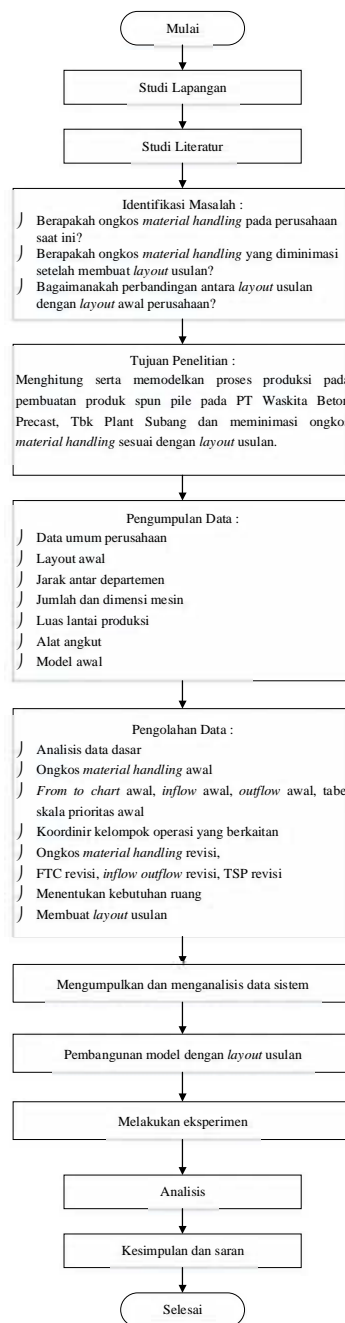 Mulai
Studi Lapangan
Studi Literatur
Identifikasi Masalah :
Berapakah ongkos material handling pada perusahaan
saat ini?
Berapakah ongkos material handling yang diminimasi
setelah membuat layout usulan?
Bagaimanakah perbandingan antara layout usulan
dengan layout awal perusahaan?
Tujuan Penelitian :
Menghitung serta memodelkan proses produksi pada
pembuatan produk spun pile pada PT Waskita Beton
Precast, Tbk Plant Subang dan meminimasi ongkos
material handling sesuai dengan layout usulan.
Pengumpulan Data :
Data umum perusahaan
Layout awal
Jarak antar departemen
Jumlah dan dimensi mesin
Luas lantai produksi
Alat angkut
Model awal
Pengolahan Data :
Analisis data dasar
Ongkos material handling awal
From to chart awal, inflow awal, outflow awal, tabel
skala prioritas awal
Koordinir kelompok operasi yang berkaitan
Ongkos material handling revisi,
FTC revisi, inflow outflow revisi, TSP revisi
Menentukan kebutuhan ruang
Membuat layout usulan
Mengumpulkan dan menganalisis data sistem
Pembangunan model dengan layout usulan
Melakukan eksperimen
Analisis
Kesimpulan dan saran
Selesai